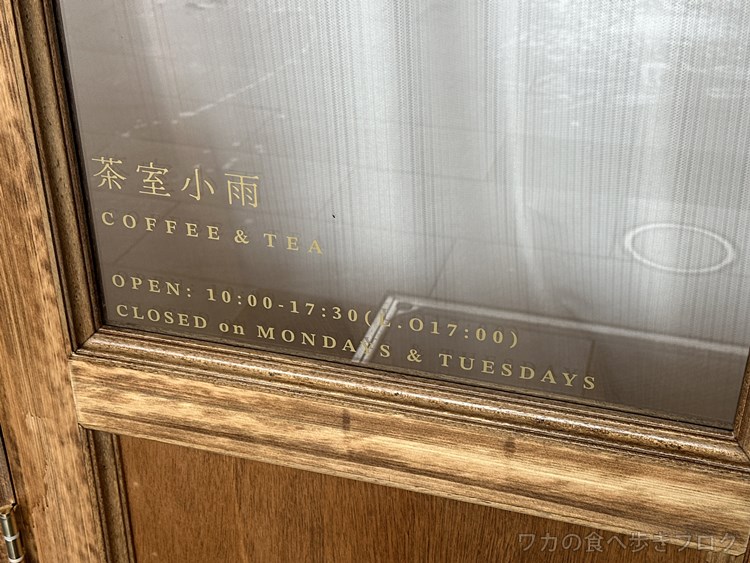 茶室小雨
COFFEE & TEA
OPEN: 10:00-17:30(L.O17:00)
CLOSED on MONDAYS & TUESDAYS
ワカの食べ歩きブログ